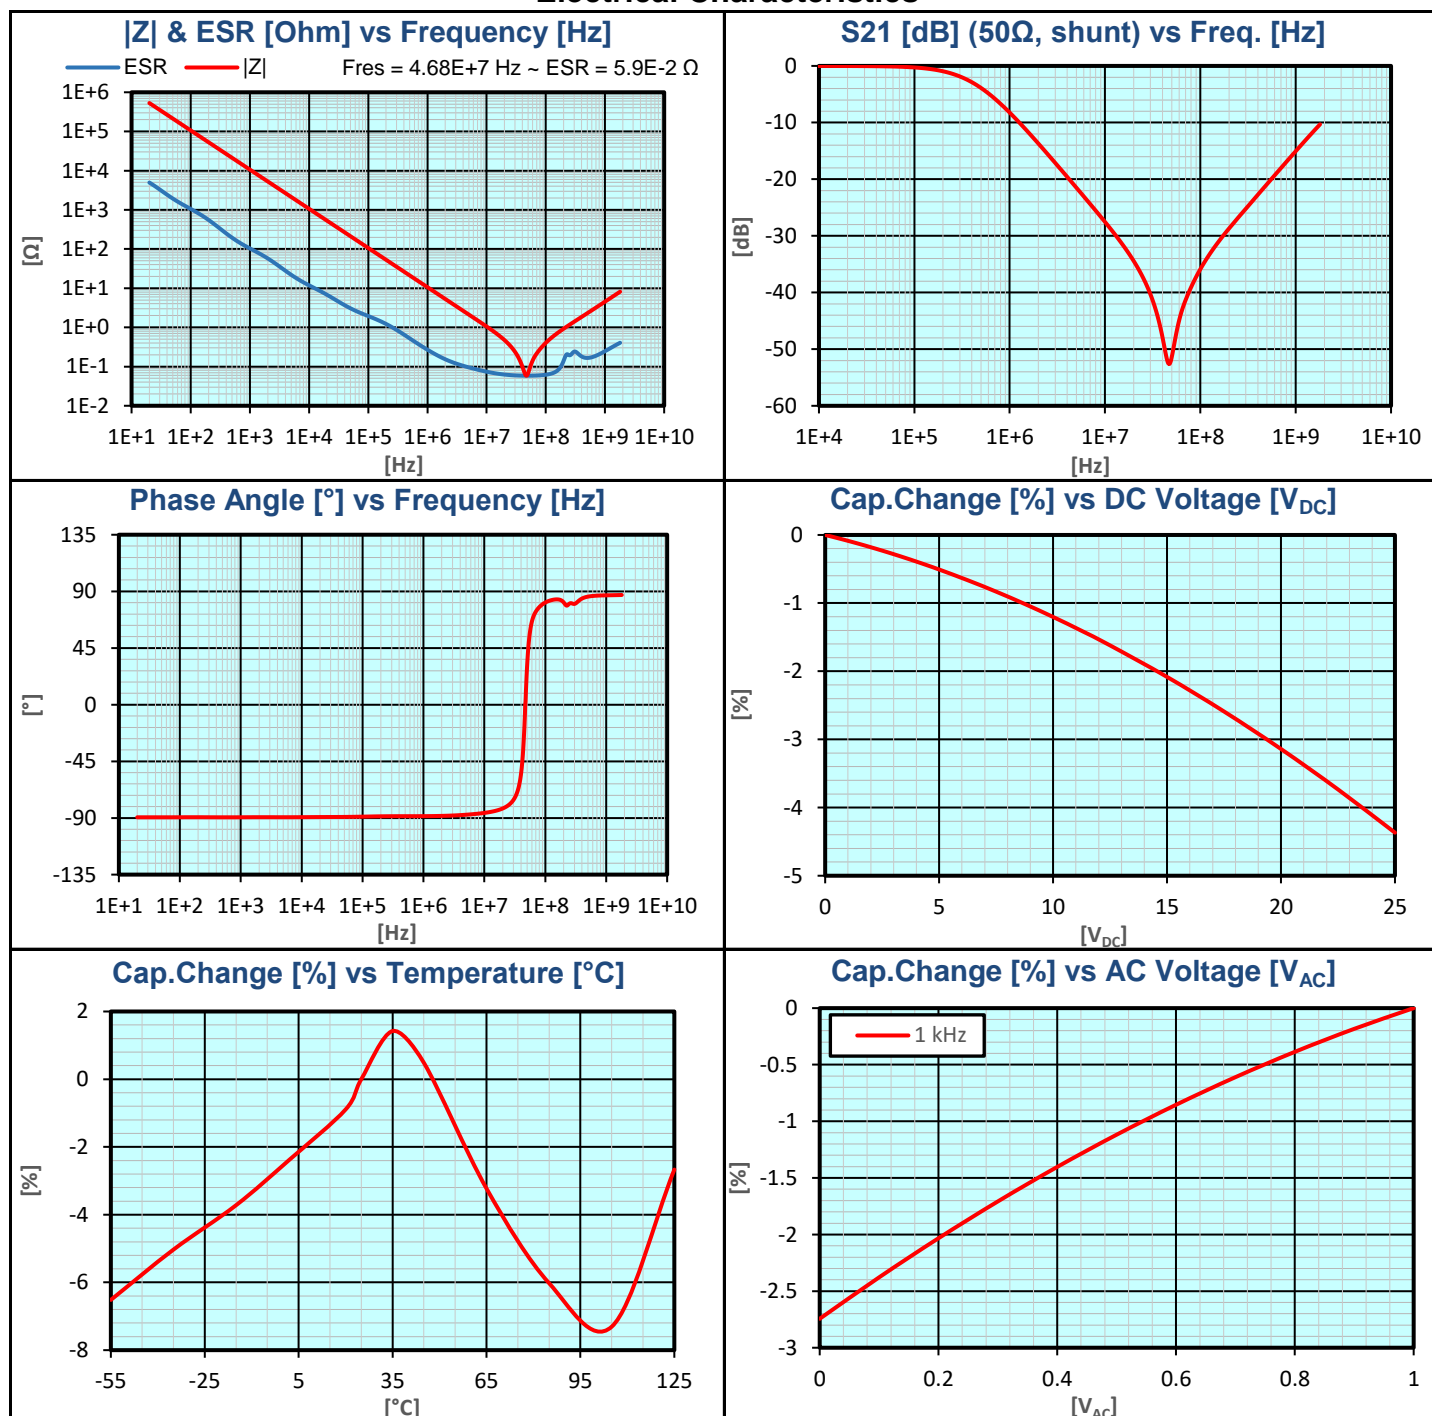 Electrical Characteristics
|Z| & ESR [Ohm] vs Frequency [Hz]
ESR |Z| Fres = 4.68E+7 Hz ~ ESR = 5.9E-2 Ω
1E+6
1E+5
1E+4
1E+3
1E+2
1E+1
1E+0
1E-1
1E-2
[Ω]
1E+1 1E+2 1E+3 1E+4 1E+5 1E+6 1E+7 1E+8 1E+9 1E+10
[Hz]
S21 [dB] (50Ω, shunt) vs Freq. [Hz]
0
-10
-20
-30
-40
-50
-60
[dB]
1E+4 1E+5 1E+6 1E+7 1E+8 1E+9 1E+10
[Hz]
Phase Angle [°] vs Frequency [Hz]
135
90
45
0
-45
-90
-135
[°]
1E+1 1E+2 1E+3 1E+4 1E+5 1E+6 1E+7 1E+8 1E+9 1E+10
[Hz]
Cap.Change [%] vs DC Voltage [VDC]
0
-1
-2
-3
-4
-5
[%]
0 5 10 15 20 25
[VDC]
Cap.Change [%] vs Temperature [°C]
2
0
-2
-4
-6
-8
[%]
-55 -25 5 35 65 95 125
[°C]
Cap.Change [%] vs AC Voltage [VAC]
1 kHz
0
-0.5
-1
-1.5
-2
-2.5
-3
[%]
0 0.2 0.4 0.6 0.8 1
[VAC]